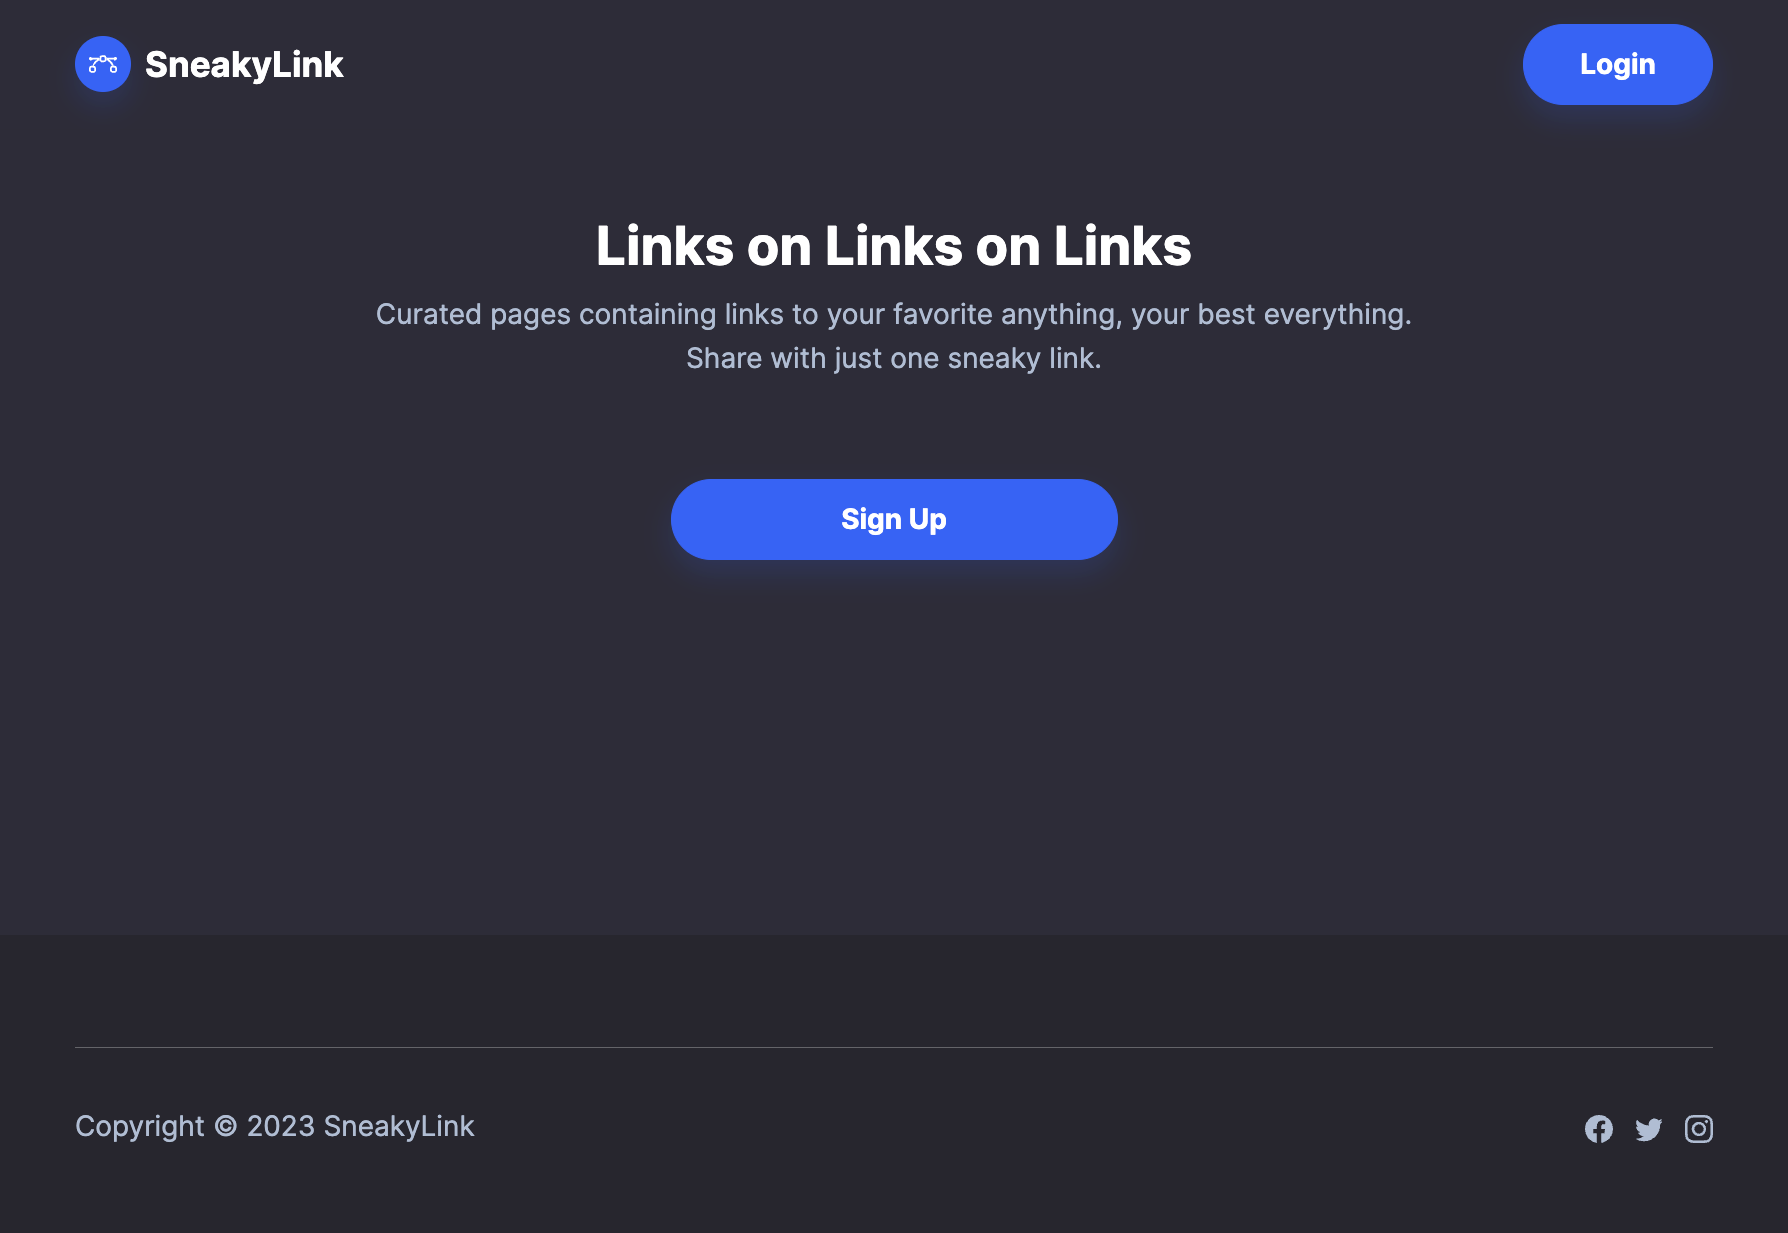 SneakyLink
Login
Links on Links on Links
Curated pages containing links to your favorite anything, your best everything.
Share with just one sneaky link.
Sign Up
Copyright © 2023 SneakyLink